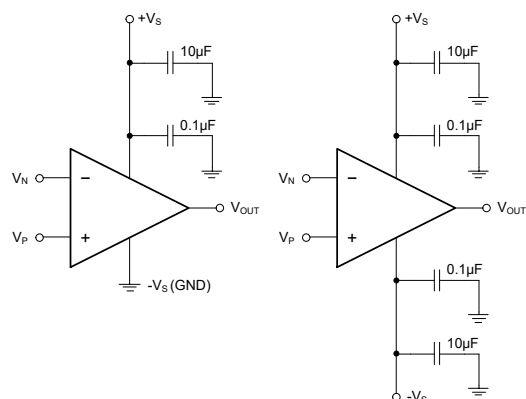 +VS
10µF
0.1µF
VN
−
VP
+
VOUT
-VS(GND)
+VS
10µF
0.1µF
VN
−
VP
+
VOUT
0.1µF
10µF
-VS